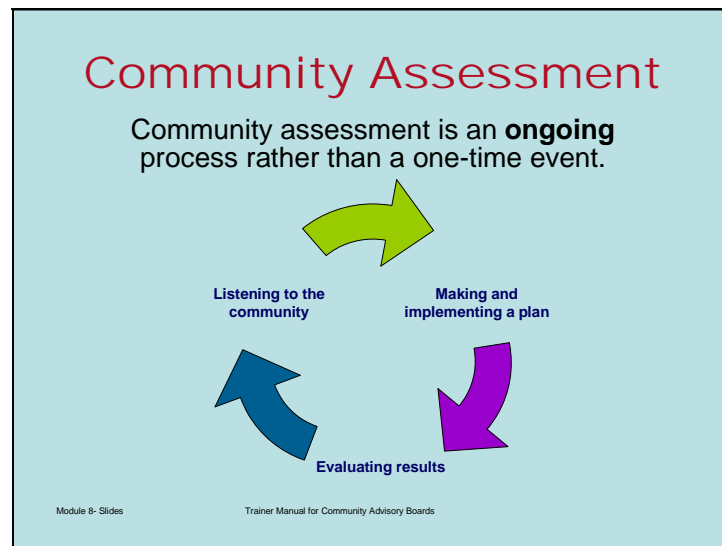 Community Assessment
Community assessment is an ongoing
process rather than a one-time event.
Listening to the
community
Making and
implementing a plan
Evaluating results
Module 8- Slides
Trainer Manual for Community Advisory Boards